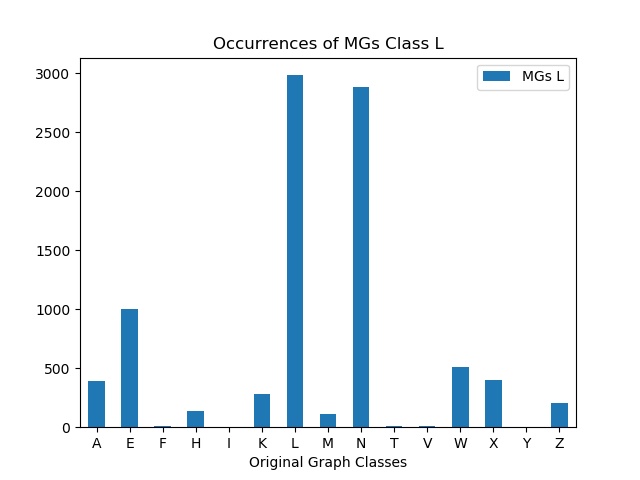 Occurrences of MGs Class L
MGs L
3000
2500
2000
1500
1000
500
0
A E F H I K L M N T V W X Y Z
Original Graph Classes